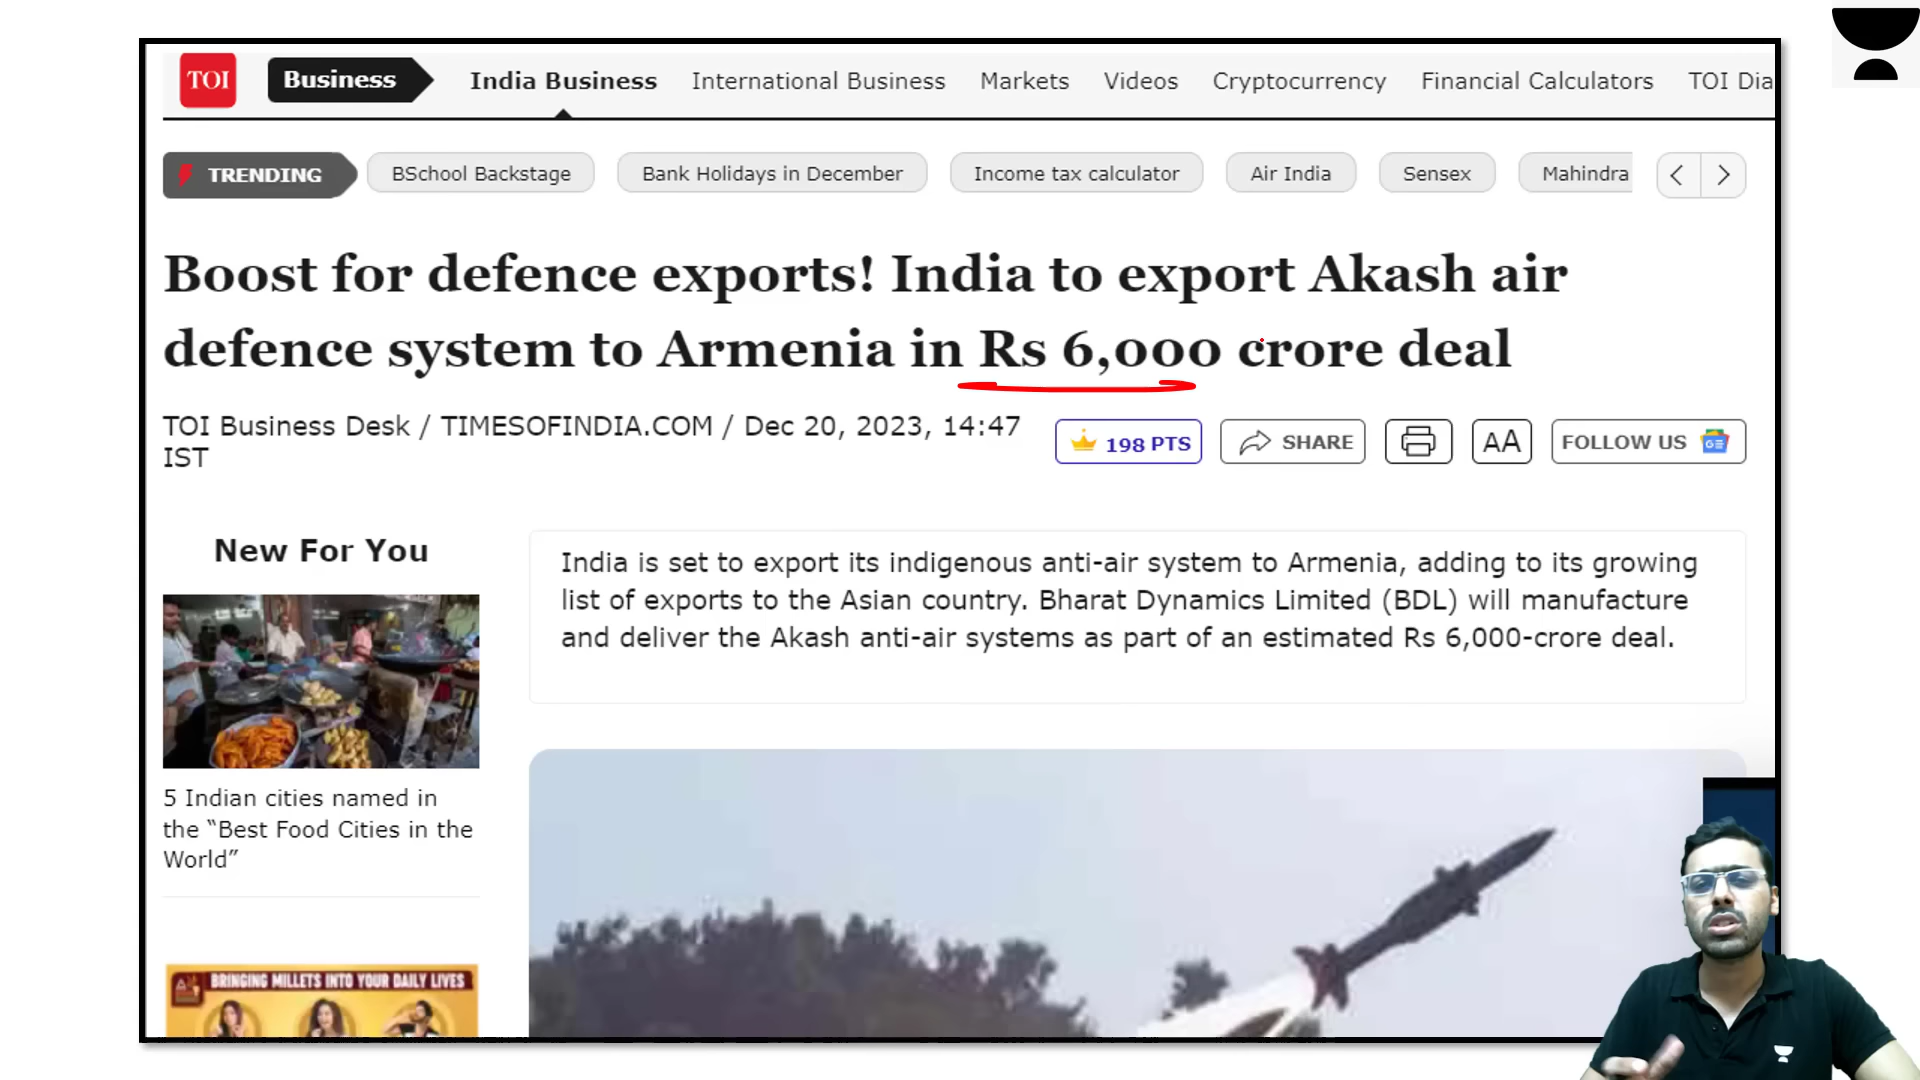 TOI
Business
India Business
International Business
Markets
Videos
Cryptocurrency
Financial Calculators
TOI Dia
TRENDING
BSchool Backstage
Bank Holidays in December
Income tax calculator
Air India
Sensex
Mahindra
Boost for defence exports! India to export Akash air
defence system to Armenia in Rs 6,000 crore deal
TOI Business Desk / TIMESOFINDIA.COM / Dec 20, 2023, 14:47
IST
198 PTS
SHARE
AA
FOLLOW US
GE
New For You
India is set to export its indigenous anti-air system to Armenia, adding to its growing
list of exports to the Asian country. Bharat Dynamics Limited (BDL) will manufacture
and deliver the Akash anti-air systems as part of an estimated Rs 6,000-crore deal.
5 Indian cities named in
the “Best Food Cities in the
World”
BRINGING MILLETS INTO YOUR DAILY LIVES